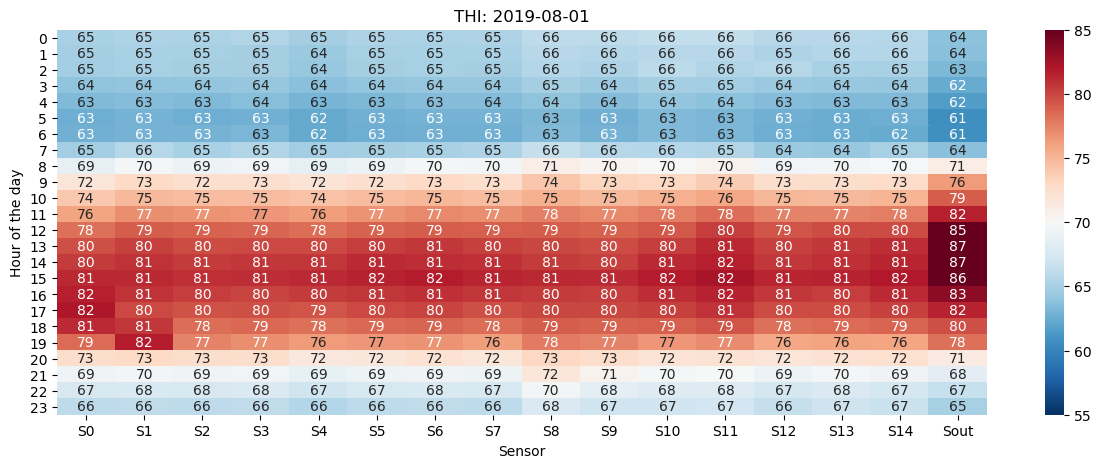 THI: 2019-08-01
Hour of the day
0 65 65 65 65 65 65 65 65 66 66 66 66 66 66 66 64
1 65 65 65 65 64 65 65 65 66 66 66 66 65 66 66 64
2 65 65 65 65 64 65 65 65 66 65 66 66 66 65 65 63
3 64 64 64 64 64 64 64 64 65 64 65 65 64 64 64 62
4 63 63 63 64 63 63 63 64 64 64 64 64 63 63 63 62
5 63 63 63 63 62 63 63 63 63 63 63 63 63 63 63 61
6 63 63 63 63 62 63 63 63 63 63 63 63 63 63 62 61
7 65 66 65 65 65 65 65 65 66 66 66 65 64 64 65 64
8 69 70 69 69 69 69 70 70 71 70 70 70 69 70 70 71
9 72 73 72 73 72 72 73 73 74 73 73 74 73 73 73 76
10 74 75 75 75 74 75 75 75 75 75 75 76 75 75 75 79
11 76 77 77 77 76 77 77 77 78 77 78 78 77 77 78 82
12 78 79 79 79 78 79 79 79 79 79 79 80 79 80 80 85
13 80 80 80 80 80 80 81 80 80 80 80 81 80 81 81 87
14 80 81 81 81 81 81 81 81 81 80 81 82 81 81 81 87
15 81 81 81 81 81 82 82 81 81 81 82 82 81 81 82 86
16 82 81 80 80 80 81 81 81 80 80 81 82 81 80 81 83
17 82 80 80 80 79 80 80 80 80 80 80 81 80 80 80 82
18 81 81 78 79 78 79 79 78 79 79 79 79 78 79 79 80
19 79 82 77 77 76 77 77 76 78 77 77 77 76 76 76 78
20 73 73 73 73 72 72 72 72 73 73 72 72 72 72 72 71
21 69 70 69 69 69 69 69 69 72 71 70 70 69 70 69 68
22 67 68 68 68 67 67 68 67 70 68 68 68 67 68 67 67
23 66 66 66 66 66 66 66 66 68 67 67 67 66 67 67 65
S0 S1 S2 S3 S4 S5 S6 S7 S8 S9 S10 S11 S12 S13 S14 Sout
Sensor
85
80
75
70
65
60
55